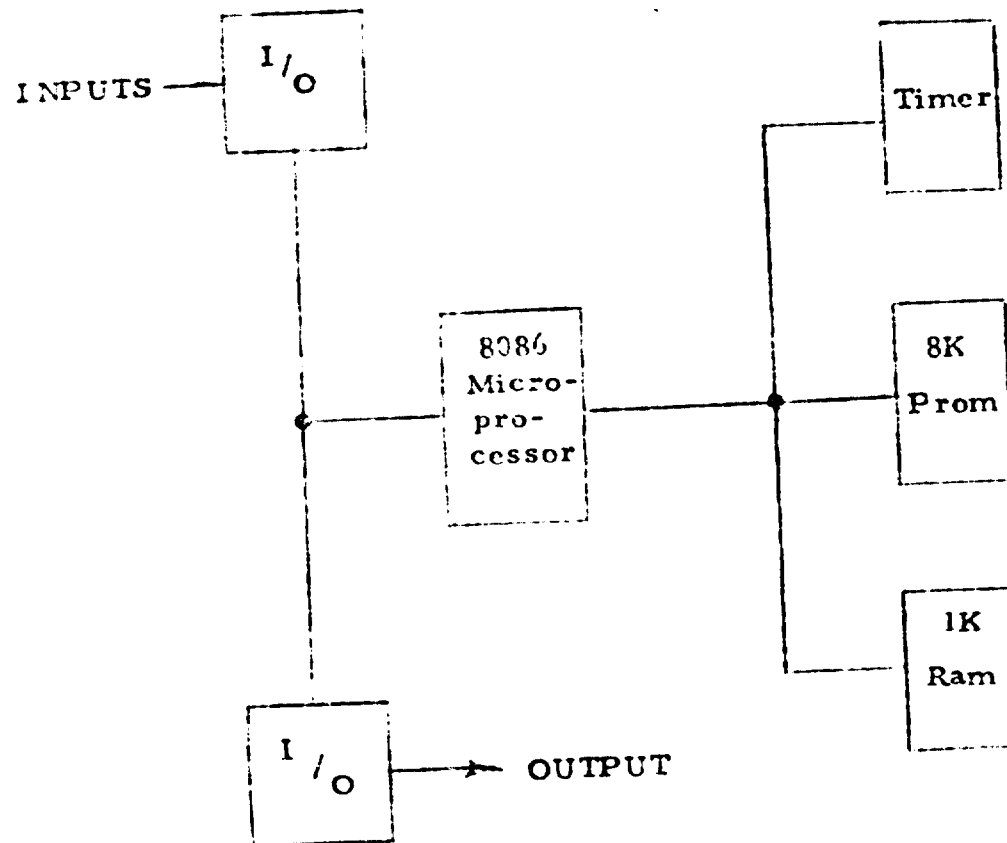 I/O
INPUTS
Timer
8086
Micro-
pro-
cessor
8K
Prom
1K
Ram
I/O
OUTPUT